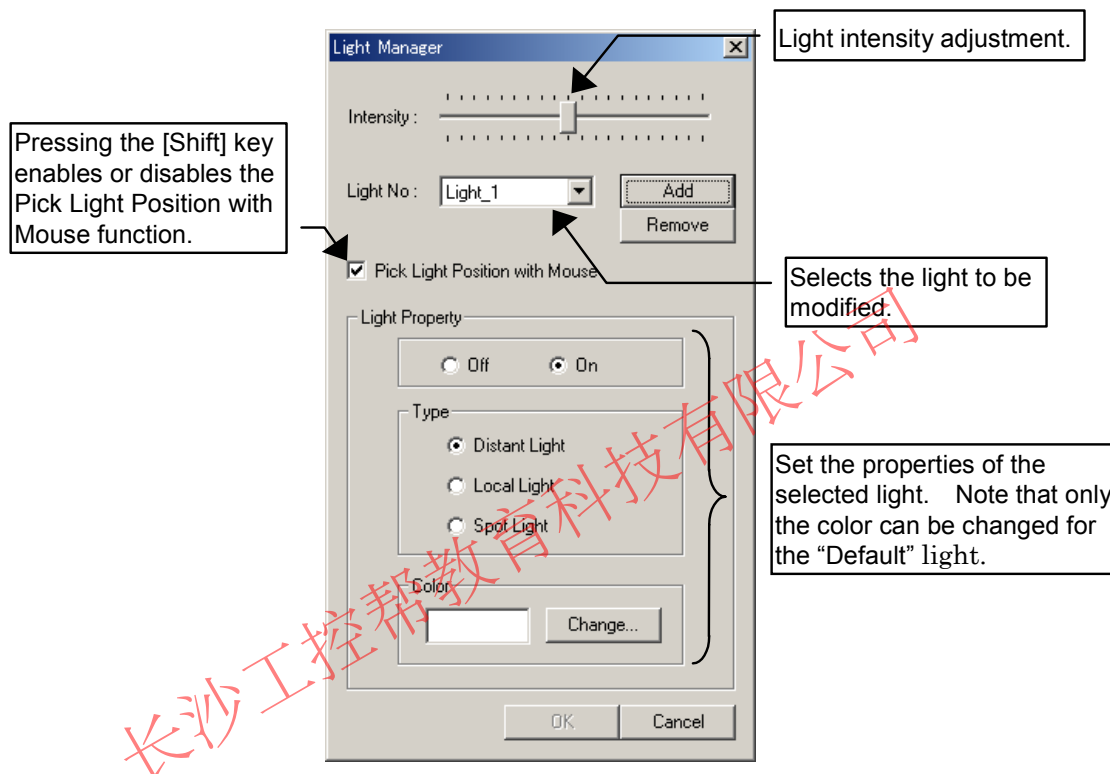 Light Manager
Light intensity adjustment.
Intensity :
Pressing the [Shift] key
enables or disables the
Pick Light Position with
Mouse function.
Light No :
Light_1
Add
Remove
Pick Light Position with Mouse
Selects the light to be
modified.
Light Property
Off
On
Type
Distant Light
Local Light
Spot Light
Set the properties of the
selected light. Note that only
the color can be changed for
the “Default” light.
Color
Change...
OK
Cancel
长沙工控帮教育科技有限公司